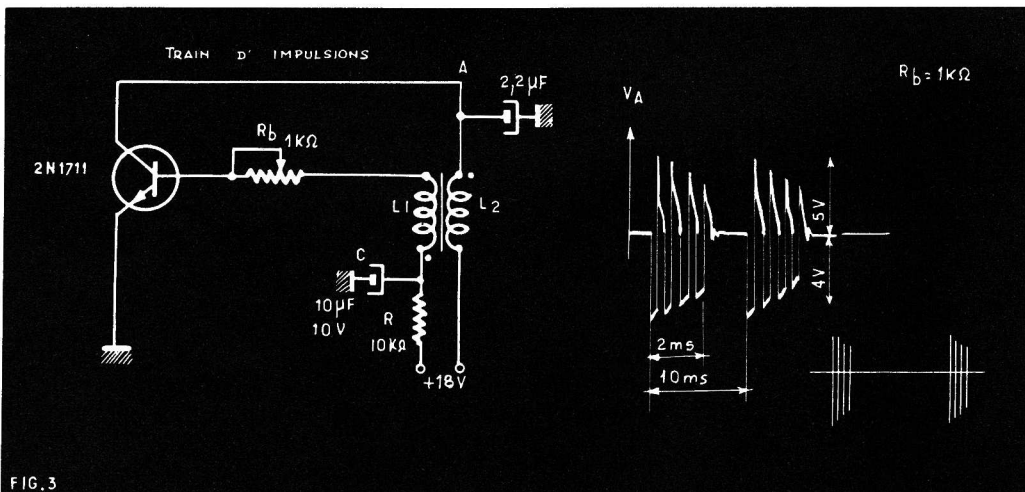 TRAIN D' IMPULSIONS
A
2,2µF
Rb 1KΩ
2N1711
L1
L2
C
10µF
10V
R
10KΩ
+18V
Rb=1KΩ
VA
5V
4V
2ms
10ms
FIG.3